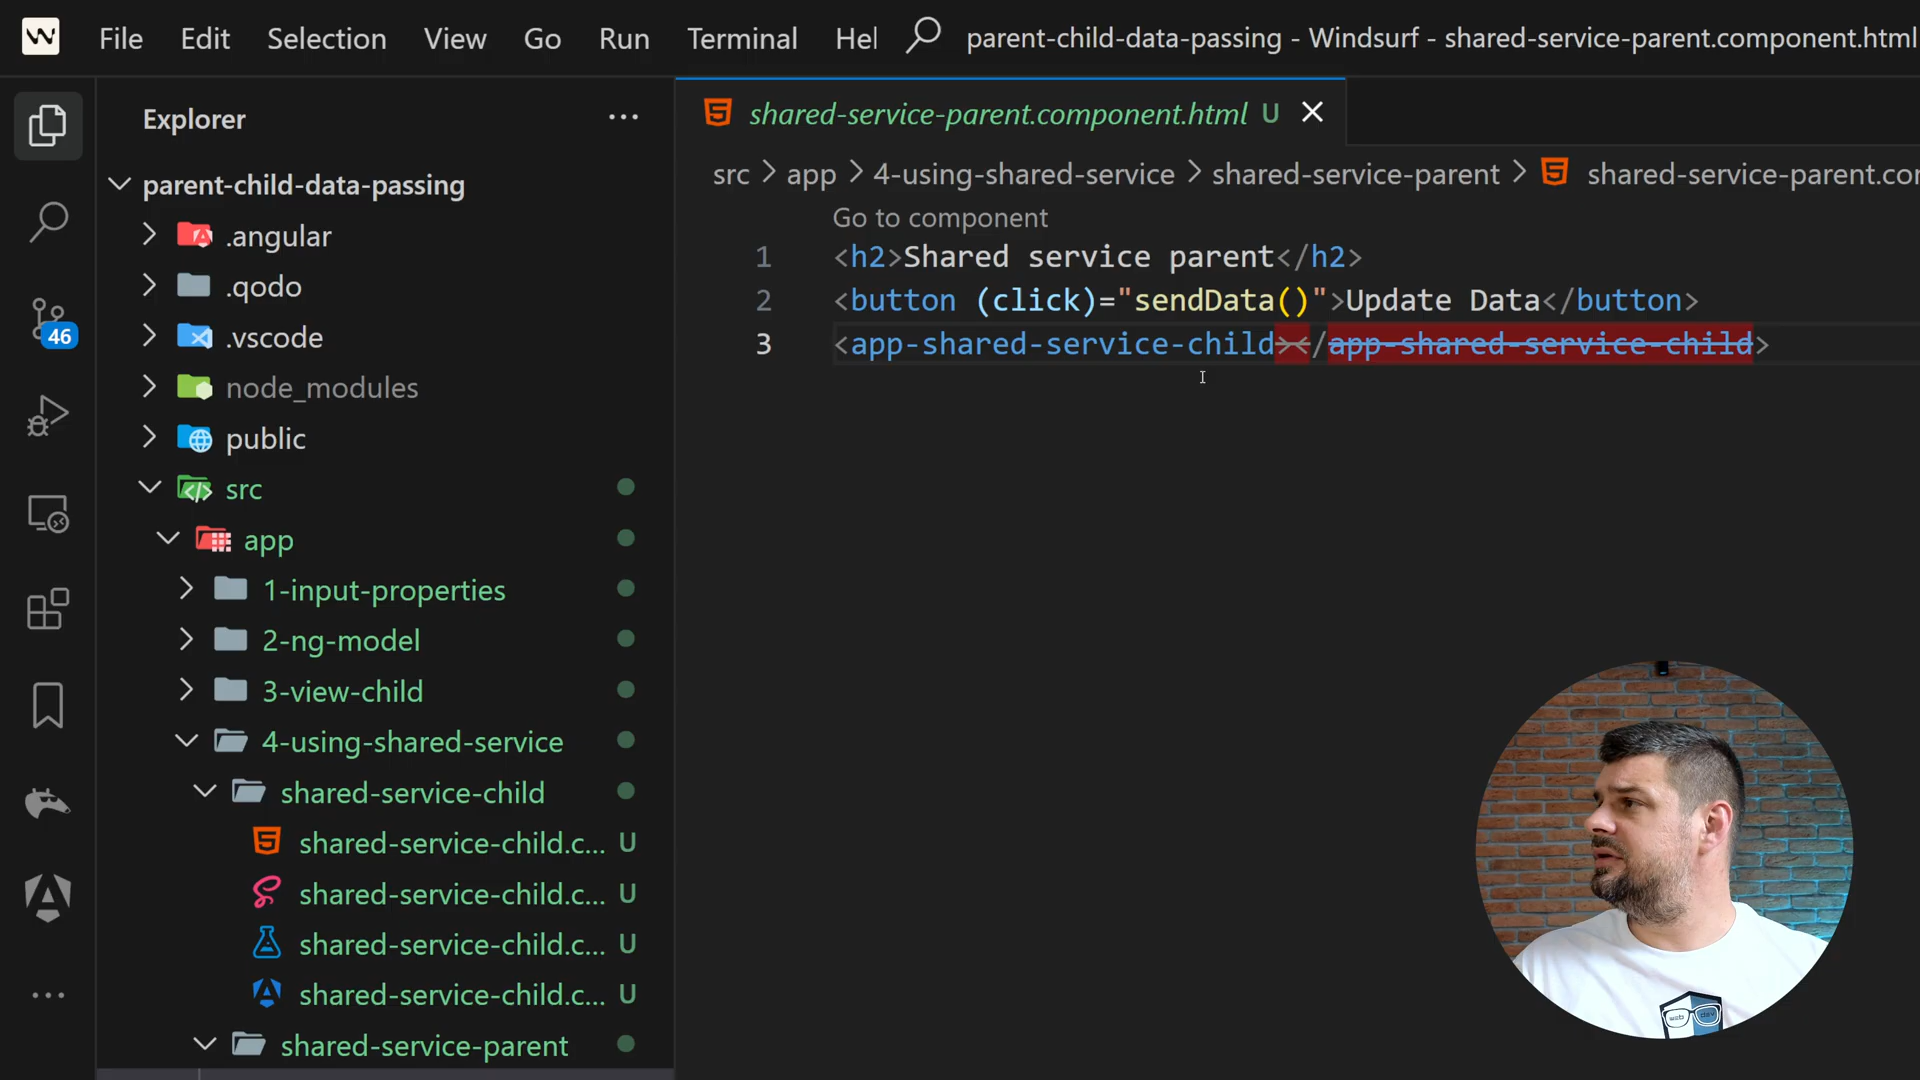 File Edit Selection View Go Run Terminal Hel parent-child-data-passing - Windsurf - shared-service-parent.component.html
Explorer ...
parent-child-data-passing
.angular
.qodo
46
.vscode
node_modules
public
src
app
1-input-properties
2-ng-model
3-view-child
4-using-shared-service
shared-service-child
shared-service-child.c... U
shared-service-child.c... U
shared-service-child.c... U
shared-service-child.c... U
shared-service-parent
shared-service-parent.component.html U
src > app > 4-using-shared-service > shared-service-parent > shared-service-parent.cor
Go to component
1 <h2>Shared service parent</h2>
2 <button (click)="sendData()">Update Data</button>
3 <app-shared-service-child></app-shared-service-child>
web dev